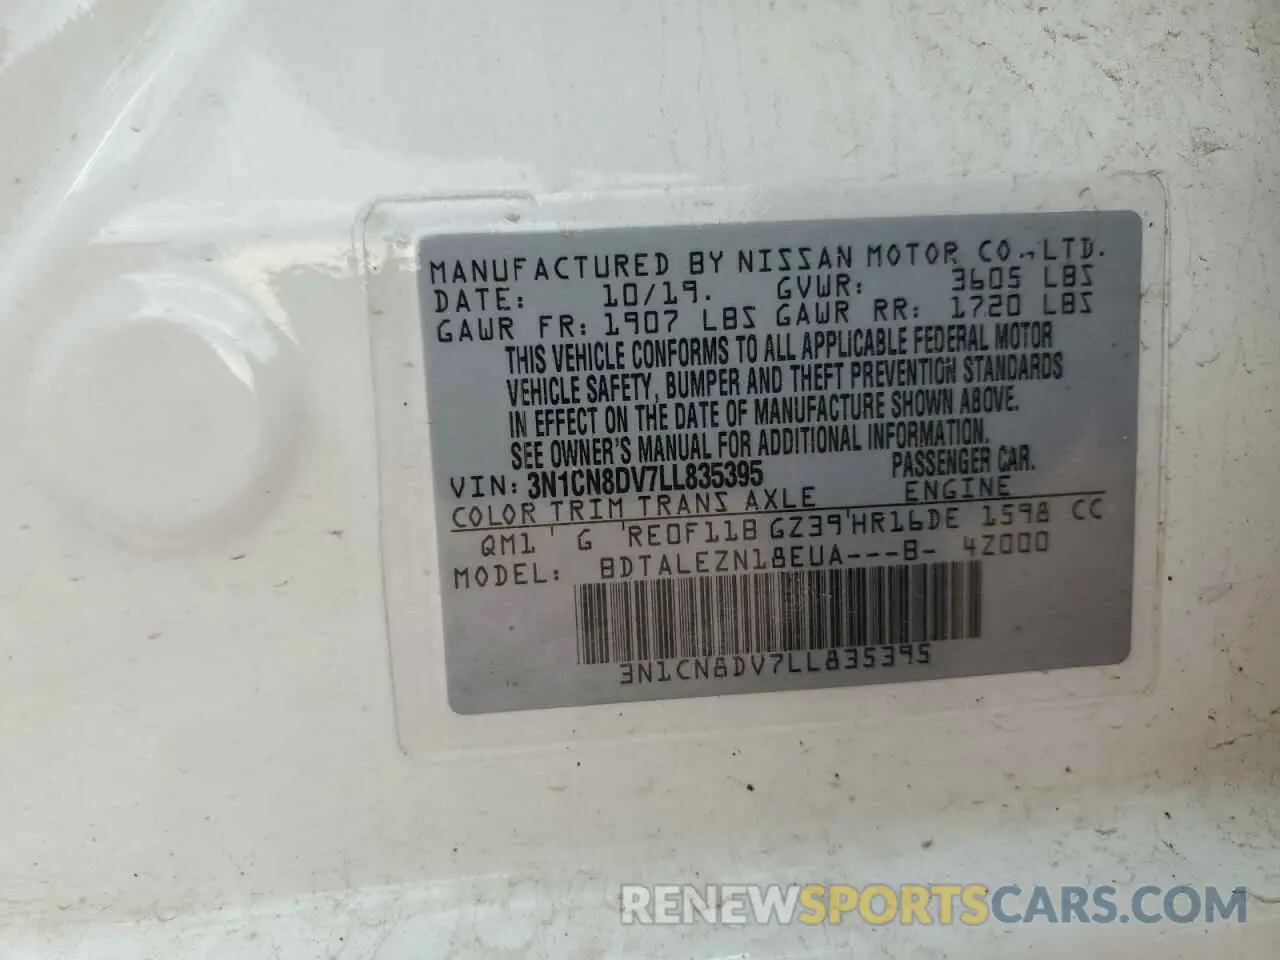 MANUFACTURED BY NISSAN MOTOR CO., LTD.
DATE: 10/19. GVWR: 3605 LBS
GAWR FR: 1907 LBS GAWR RR: 1720 LBS
THIS VEHICLE CONFORMS TO ALL APPLICABLE FEDERAL MOTOR
VEHICLE SAFETY, BUMPER AND THEFT PREVENTION STANDARDS
IN EFFECT ON THE DATE OF MANUFACTURE SHOWN ABOVE.
SEE OWNER'S MANUAL FOR ADDITIONAL INFORMATION.
VIN: 3N1CN8DV7LL835395 PASSENGER CAR.
COLOR TRIM TRANS AXLE ENGINE
QM1 ' G ' RE0F11B GZ39'HR16DE 1598 CC
MODEL: BDTALEZN18EUA---B- 4Z000
3N1CN8DV7LL835395
RENEWSPORTSCARS.COM